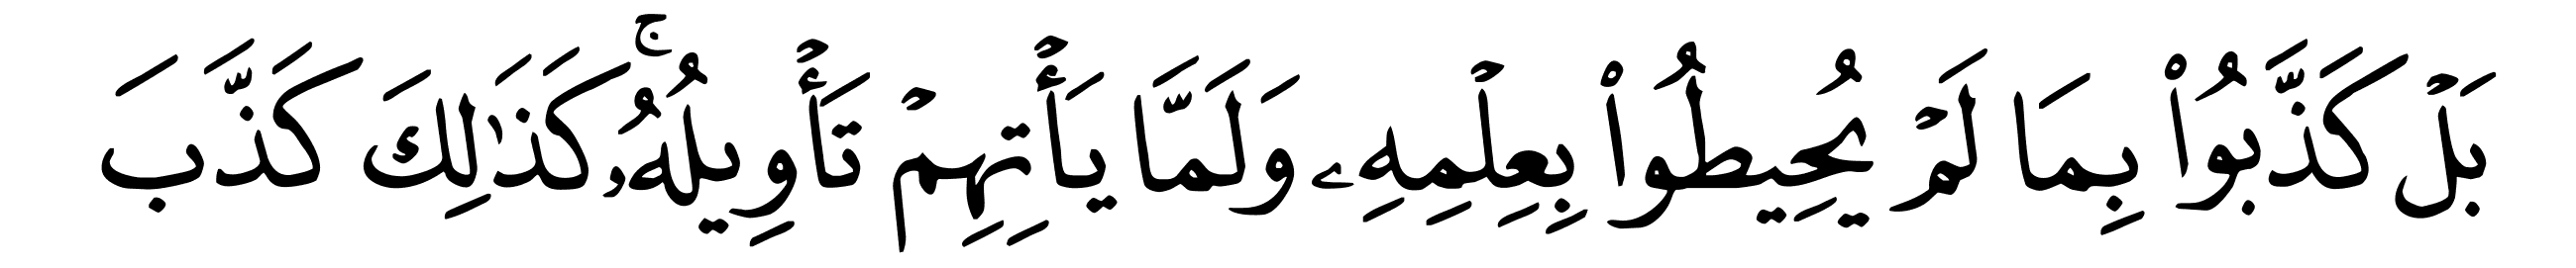 بَلْ كَذَّبُوا۟ بِمَا لَمْ يُحِيطُوا۟ بِعِلْمِهِۦ وَلَمَّا يَأْتِهِمْ تَأْوِيلُهُۥ ۚ كَذَٰلِكَ كَذَّبَ